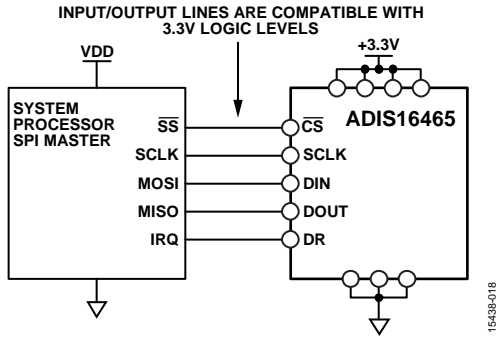 INPUT/OUTPUT LINES ARE COMPATIBLE WITH
3.3V LOGIC LEVELS
VDD
+3.3V
SYSTEM
PROCESSOR
SPI MASTER
ADIS16465
SS
CS
SCLK
SCLK
MOSI
DIN
MISO
DOUT
IRQ
DR
15438-018